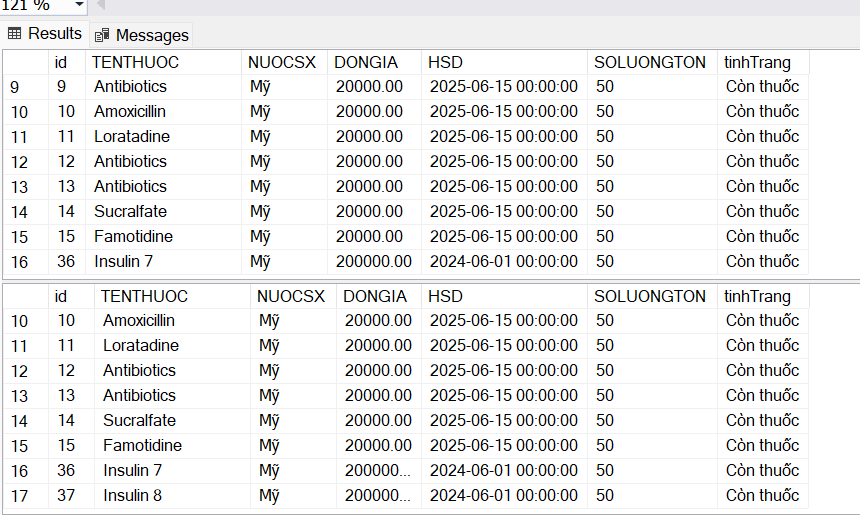 121 %
Results Messages
id TENTHUOC NUOCSX DONGIA HSD SOLUONGTON tinhTrang
9 9 Antibiotics Mỹ 20000.00 2025-06-15 00:00:00 50 Còn thuốc
10 10 Amoxicillin Mỹ 20000.00 2025-06-15 00:00:00 50 Còn thuốc
11 11 Loratadine Mỹ 20000.00 2025-06-15 00:00:00 50 Còn thuốc
12 12 Antibiotics Mỹ 20000.00 2025-06-15 00:00:00 50 Còn thuốc
13 13 Antibiotics Mỹ 20000.00 2025-06-15 00:00:00 50 Còn thuốc
14 14 Sucralfate Mỹ 20000.00 2025-06-15 00:00:00 50 Còn thuốc
15 15 Famotidine Mỹ 20000.00 2025-06-15 00:00:00 50 Còn thuốc
16 36 Insulin 7 Mỹ 200000.00 2024-06-01 00:00:00 50 Còn thuốc
id TENTHUOC NUOCSX DONGIA HSD SOLUONGTON tinhTrang
10 10 Amoxicillin Mỹ 20000.00 2025-06-15 00:00:00 50 Còn thuốc
11 11 Loratadine Mỹ 20000.00 2025-06-15 00:00:00 50 Còn thuốc
12 12 Antibiotics Mỹ 20000.00 2025-06-15 00:00:00 50 Còn thuốc
13 13 Antibiotics Mỹ 20000.00 2025-06-15 00:00:00 50 Còn thuốc
14 14 Sucralfate Mỹ 20000.00 2025-06-15 00:00:00 50 Còn thuốc
15 15 Famotidine Mỹ 20000.00 2025-06-15 00:00:00 50 Còn thuốc
16 36 Insulin 7 Mỹ 200000... 2024-06-01 00:00:00 50 Còn thuốc
17 37 Insulin 8 Mỹ 200000... 2024-06-01 00:00:00 50 Còn thuốc